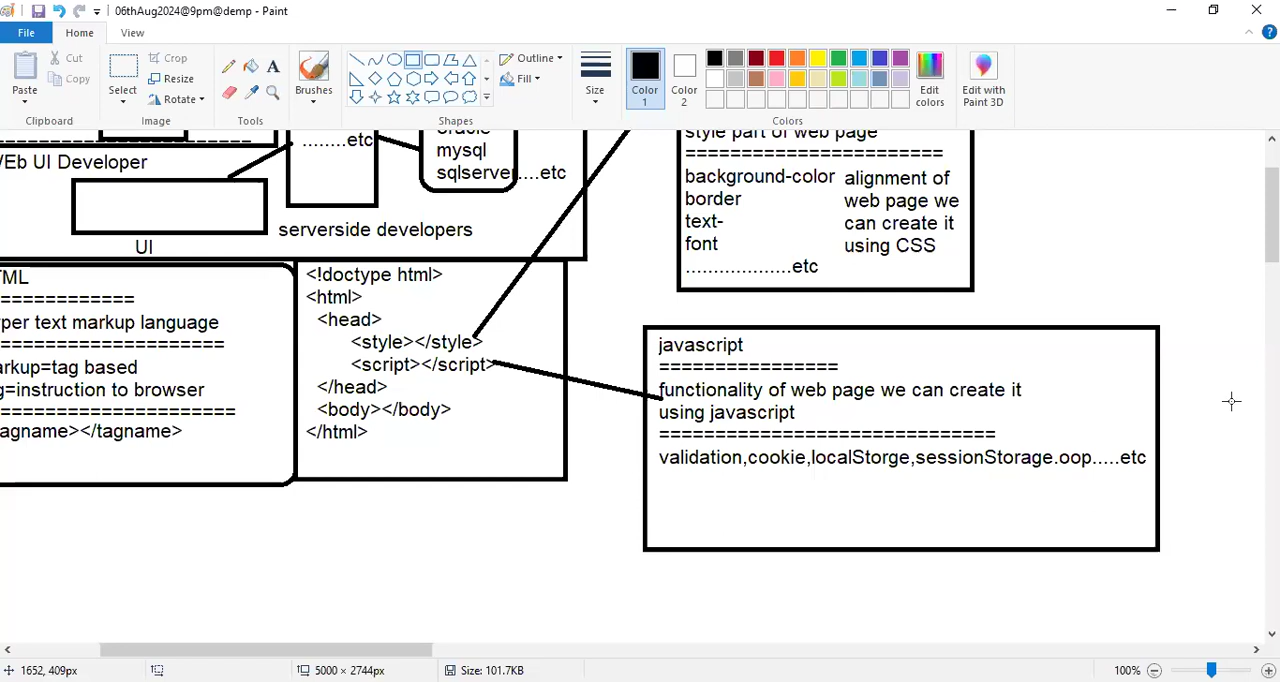 06thAug2024@9pm@demp - Paint
File
Home
View
Paste
Cut
Copy
Clipboard
Select
Crop
Resize
Rotate
Image
A
Tools
Brushes
Outline
Fill
Shapes
Size
Color 1
Color 2
Edit colors
Edit with Paint 3D
Colors
WEb UI Developer
UI
........etc
oracle
mysql
sqlserver....etc
serverside developers
style part of web page
=======================
background-color
border
text-
font
...................etc
alignment of
web page we
can create it
using CSS
TML
============
yper text markup language
====================
arkup=tag based
g=instruction to browser
=====================
agname></tagname>
<!doctype html>
<html>
<head>
<style></style>
<script></script>
</head>
<body></body>
</html>
javascript
================
functionality of web page we can create it
using javascript
==============================
validation,cookie,localStorge,sessionStorage.oop.....etc
1652, 409px
5000 × 2744px
Size: 101.7KB
100%